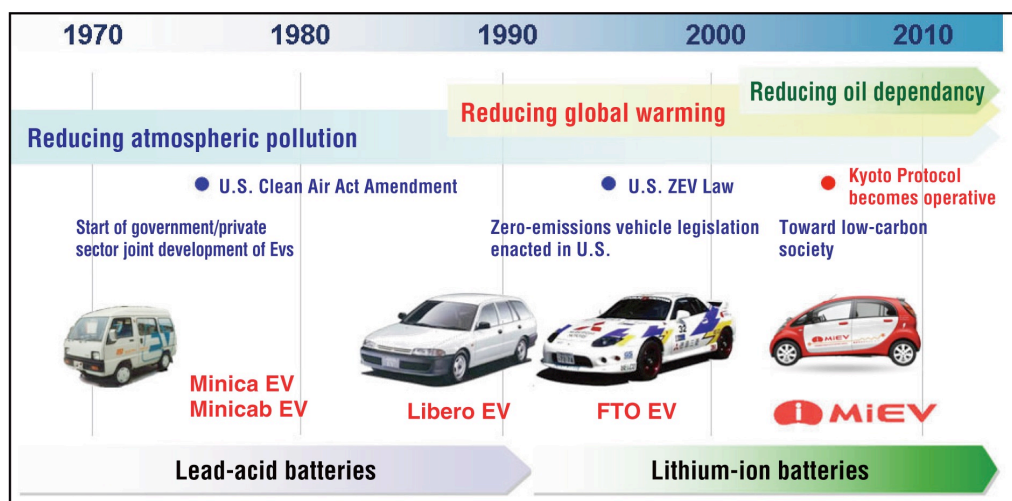 1970 1980 1990 2000 2010
Reducing oil dependancy
Reducing global warming
Reducing atmospheric pollution
U.S. Clean Air Act Amendment
U.S. ZEV Law
Kyoto Protocol
becomes operative
Start of government/private
sector joint development of Evs
Zero-emissions vehicle legislation
enacted in U.S.
Toward low-carbon
society
32
MiEV
Minica EV
Minicab EV
Libero EV
FTO EV
i MiEV
Lead-acid batteries
Lithium-ion batteries